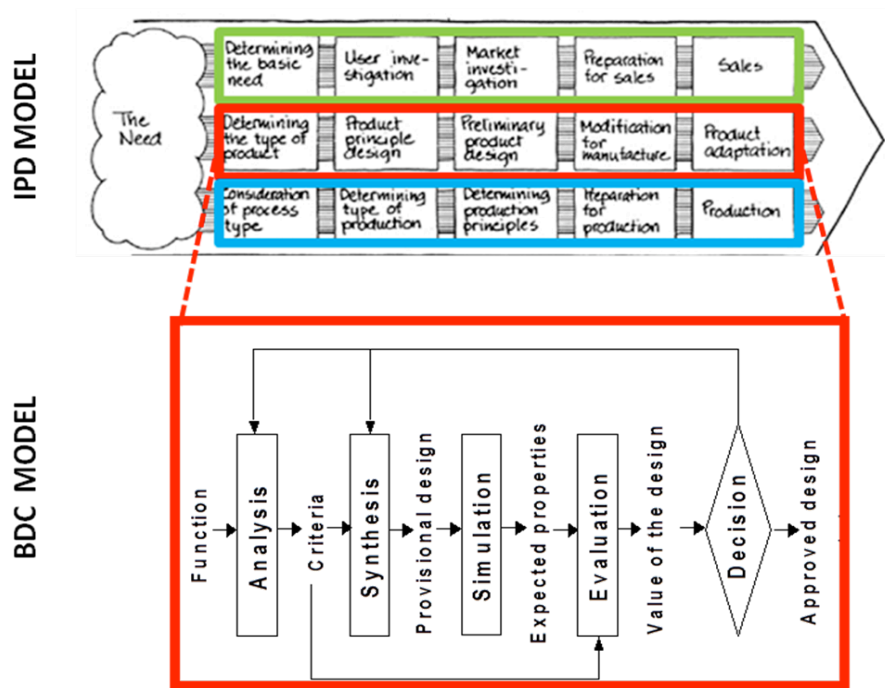 IPD MODEL
The
Need
Determining
the basic
need
User inve-
stigation
Market
investi-
gation
Preparation
for sales
Sales
Determining
the type of
product
Product
principle
design
Preliminary
product
design
Modification
for
manufacture
Product
adaptation
Consideration
of process
type
Determining
type of
production
Determining
production
principles
Preparation
for
production
Production
BDC MODEL
Function
Analysis
Criteria
Synthesis
Provisional design
Simulation
Expected properties
Evaluation
Value of the design
Decision
Approved design